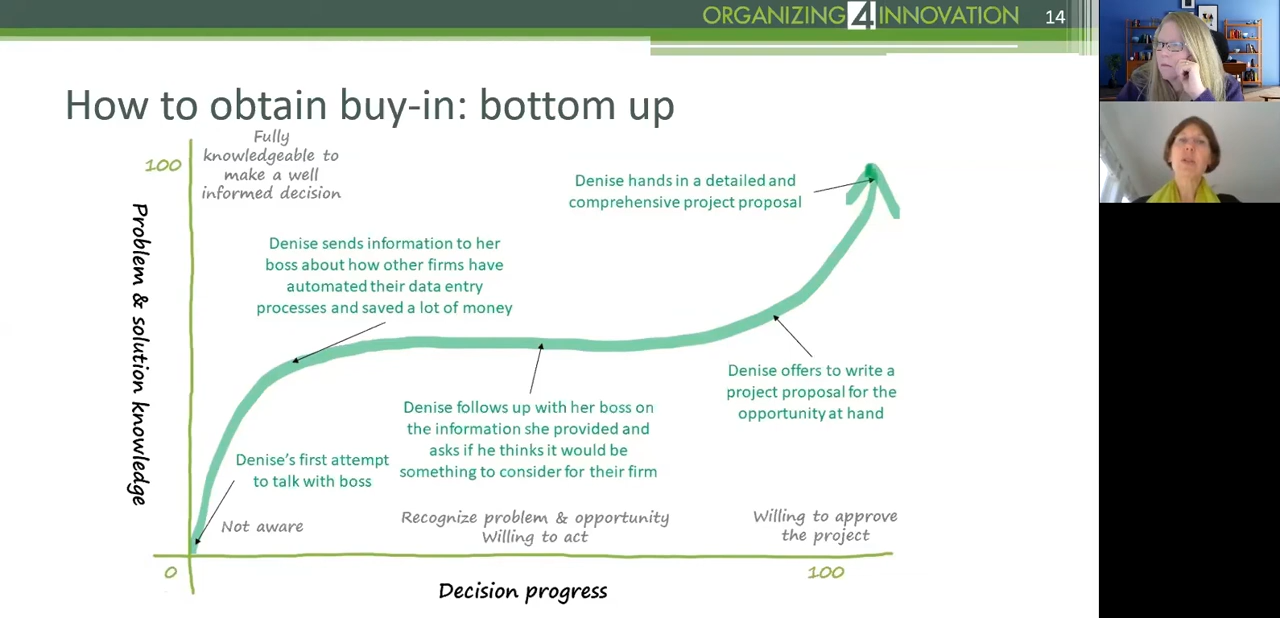 ORGANIZING 4 INNOVATION
14
How to obtain buy-in: bottom up
Fully
knowledgeable to
make a well
informed decision
100
Problem & solution knowledge
Denise hands in a detailed and
comprehensive project proposal
Denise sends information to her
boss about how other firms have
automated their data entry
processes and saved a lot of money
Denise offers to write a
project proposal for the
opportunity at hand
Denise follows up with her boss on
the information she provided and
asks if he thinks it would be
something to consider for their firm
Denise's first attempt
to talk with boss
Not aware
Recognize problem & opportunity
Willing to act
Willing to approve
the project
0
100
Decision progress